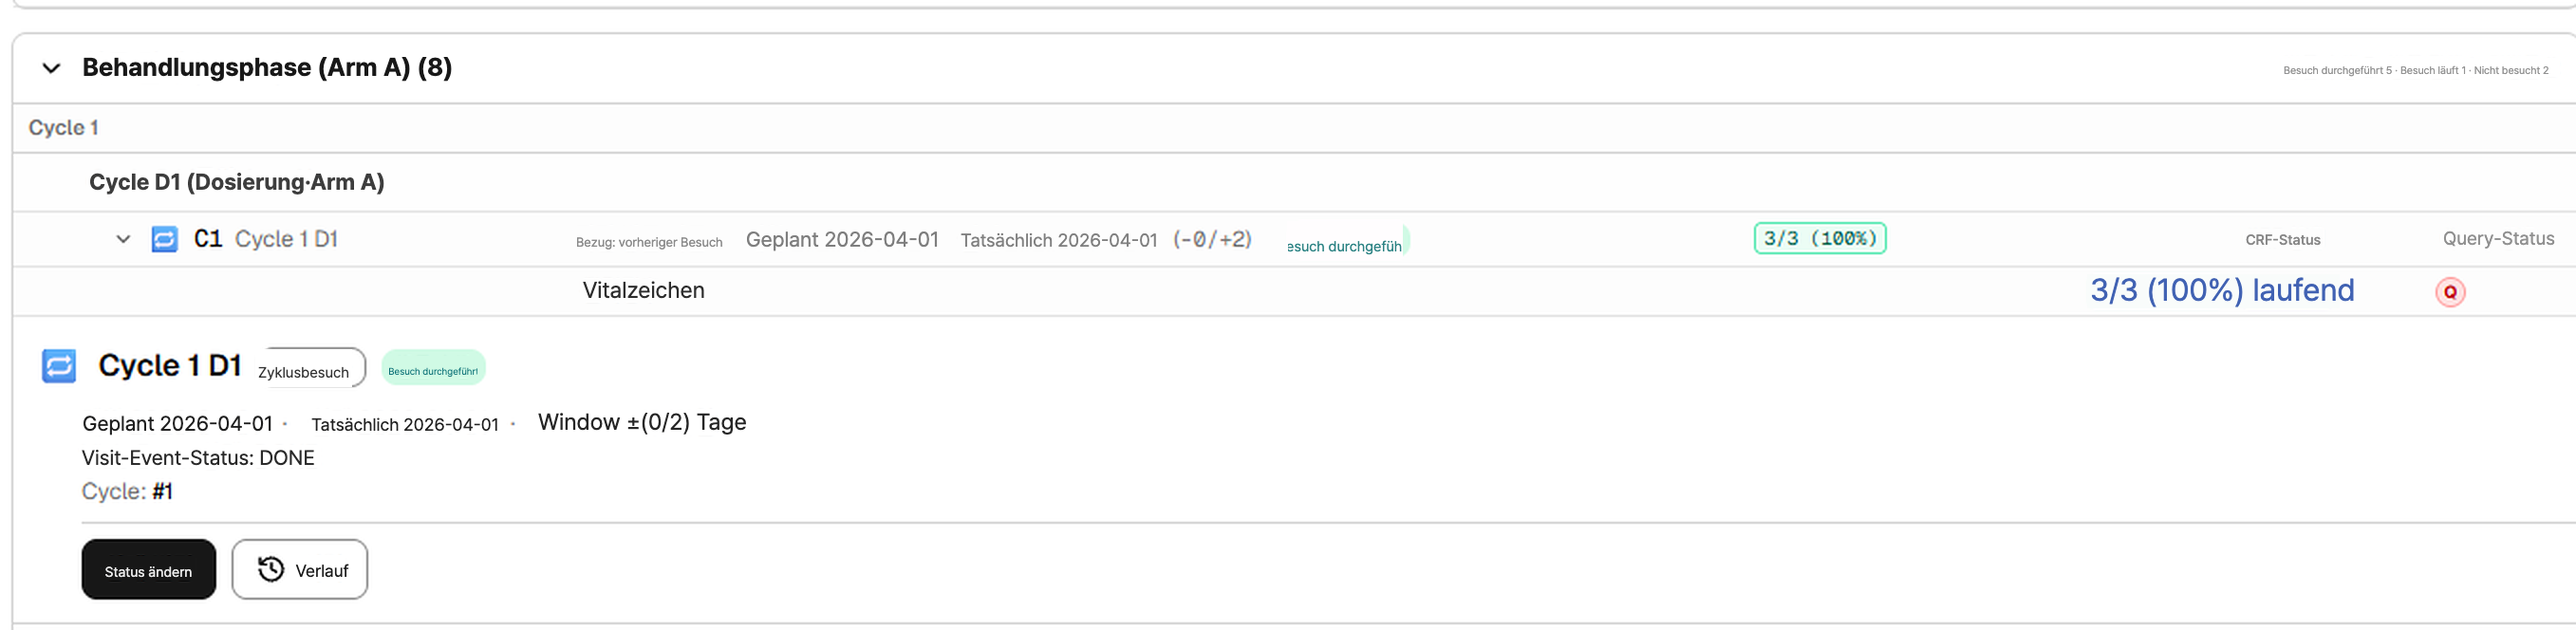 Behandlungsphase (Arm A) (8)
Besuch durchgeführt 5 · Besuch läuft 1 · Nicht besucht 2
Cycle 1
Cycle D1 (Dosierung·Arm A)
C1 Cycle 1 D1 Bezug: vorheriger Besuch Geplant 2026-04-01 Tatsächlich 2026-04-01 (-0/+2) esuch durchgefüh 3/3 (100%) CRF-Status Query-Status
Vitalzeichen 3/3 (100%) laufend Q
Cycle 1 D1 Zyklusbesuch Besuch durchgeführt
Geplant 2026-04-01 · Tatsächlich 2026-04-01 · Window ±(0/2) Tage
Visit-Event-Status: DONE
Cycle: #1
Status ändern Verlauf